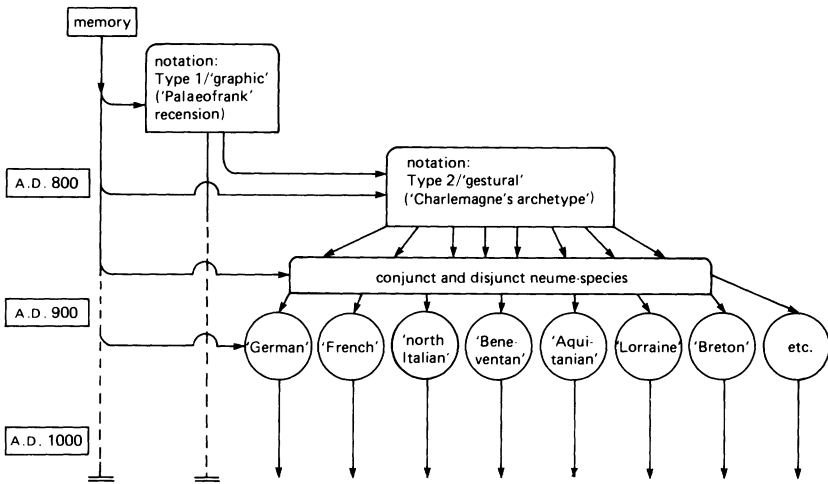 memory
notation:
Type 1/‘graphic’
(‘Palaeofrank’
recension)
notation:
Type 2/‘gestural’
(‘Charlemagne’s archetype’)
A.D. 800
conjunct and disjunct neume-species
A.D. 900
‘German’
‘French’
‘north
Italian’
‘Bene-
ventan’
‘Aqui-
tanian’
‘Lorraine’
‘Breton’
etc.
A.D. 1000